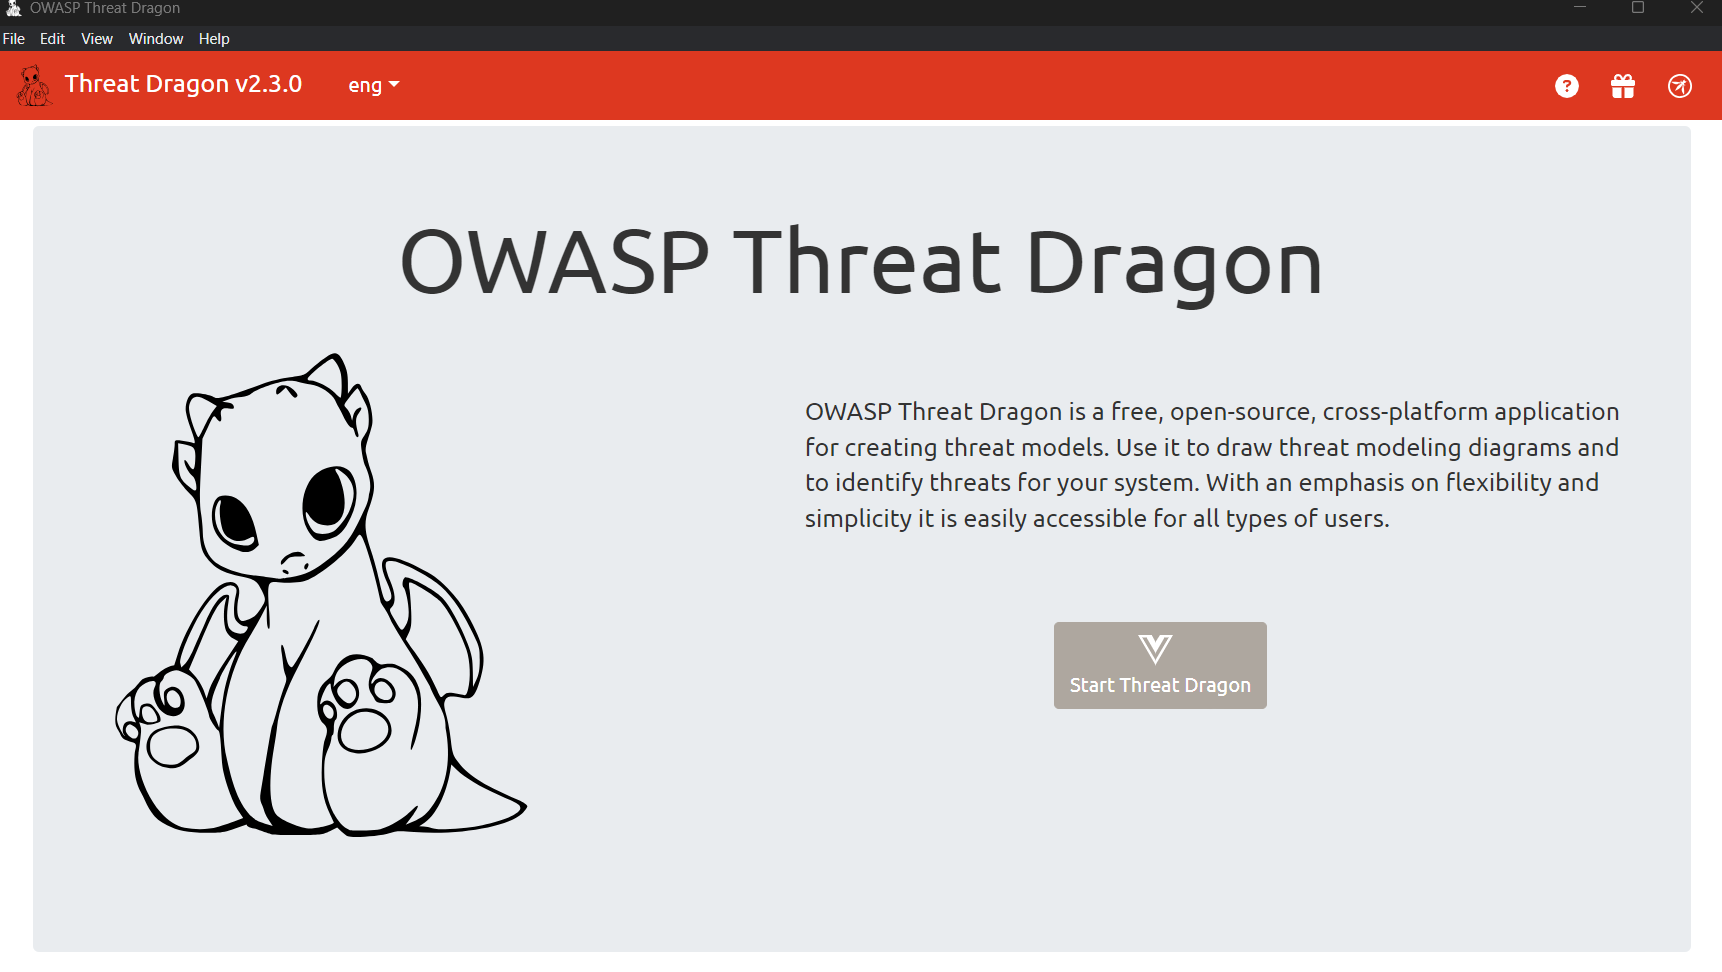 OWASP Threat Dragon
File Edit View Window Help
Threat Dragon v2.3.0 eng
?
OWASP Threat Dragon
OWASP Threat Dragon is a free, open-source, cross-platform application
for creating threat models. Use it to draw threat modeling diagrams and
to identify threats for your system. With an emphasis on flexibility and
simplicity it is easily accessible for all types of users.
Start Threat Dragon